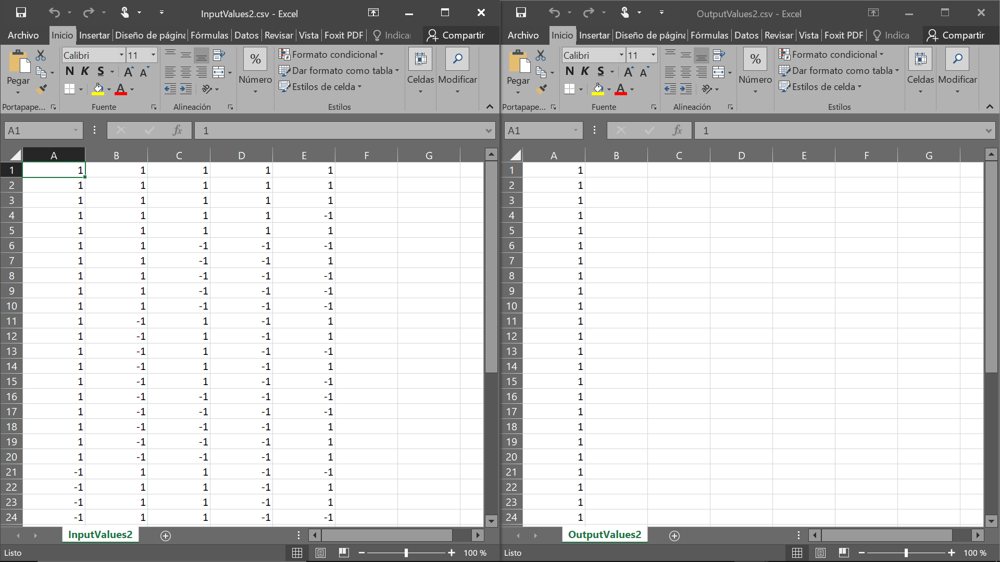 InputValues2.csv - Excel
Archivo Inicio Insertar Diseño de página Fórmulas Datos Revisar Vista Foxit PDF Indica Compartir
Calibri 11 % Formato condicional
N K S A A Dar formato como tabla
Pegar Número Celdas Modificar
A Estilos de celda
Portapape... Fuente Alineación Estilos
A1 fx 1
A B C D E F G
1 1 1 1 1 1
2 1 1 1 1 1
3 1 1 1 1 1
4 1 1 1 1 -1
5 1 1 1 1 1
6 1 1 -1 -1 -1
7 1 1 -1 -1 1
8 1 1 -1 -1 -1
9 1 1 -1 -1 -1
10 1 1 -1 -1 -1
11 1 -1 1 -1 1
12 1 -1 1 -1 1
13 1 -1 1 -1 -1
14 1 -1 1 -1 1
15 1 -1 1 -1 -1
16 1 -1 -1 -1 -1
17 1 -1 -1 -1 -1
18 1 -1 -1 -1 1
19 1 -1 -1 -1 1
20 1 -1 -1 -1 1
21 -1 1 1 -1 -1
22 -1 1 1 -1 1
23 -1 1 1 -1 1
24 -1 1 1 -1 -1
InputValues2
Listo 100 %
OutputValues2.csv - Excel
Archivo Inicio Insertar Diseño de página Fórmulas Datos Revisar Vista Foxit PDF Indica Compartir
Calibri 11 % Formato condicional
N K S A A Dar formato como tabla
Pegar Número Celdas Modificar
A Estilos de celda
Portapape... Fuente Alineación Estilos
A1 fx 1
A B C D E F G
1 1
2 1
3 1
4 1
5 1
6 1
7 1
8 1
9 1
10 1
11 1
12 1
13 1
14 1
15 1
16 1
17 1
18 1
19 1
20 1
21 1
22 1
23 1
24 1
OutputValues2
Listo 100 %